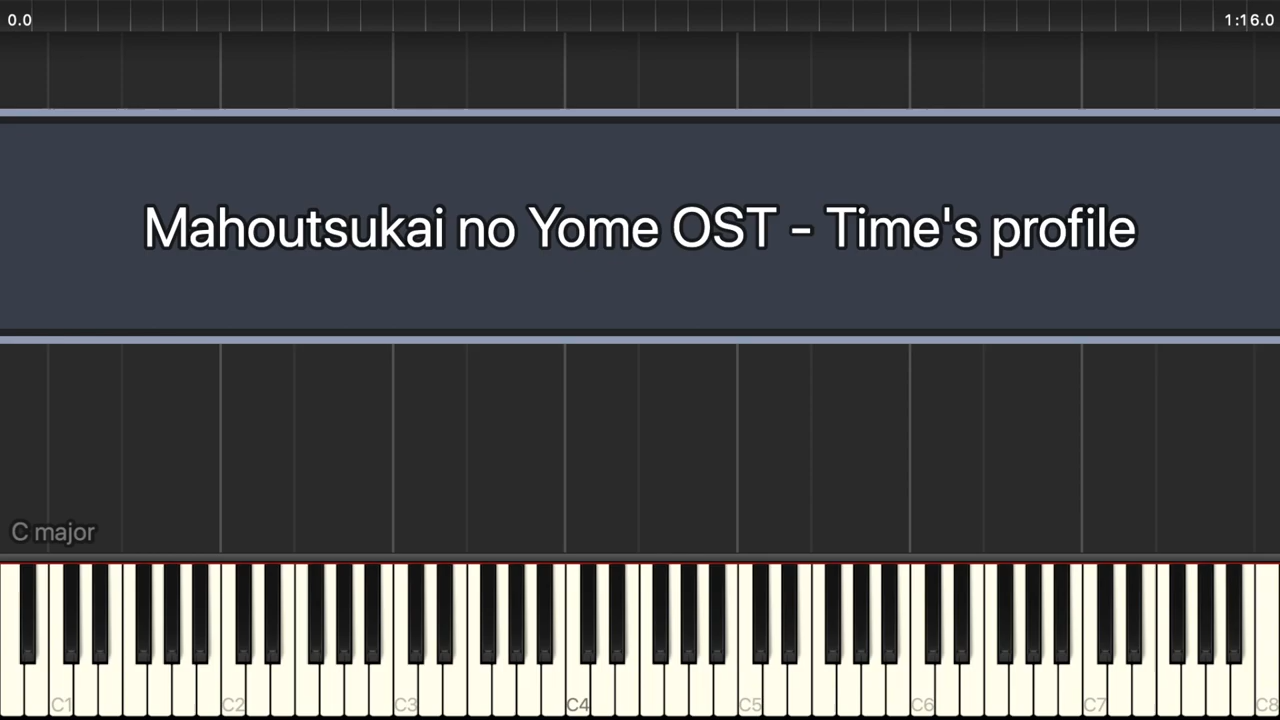 0.0
1:16.0
Mahoutsukai no Yome OST - Time's profile
C major
C1
C2
C3
C4
C5
C6
C7
C8